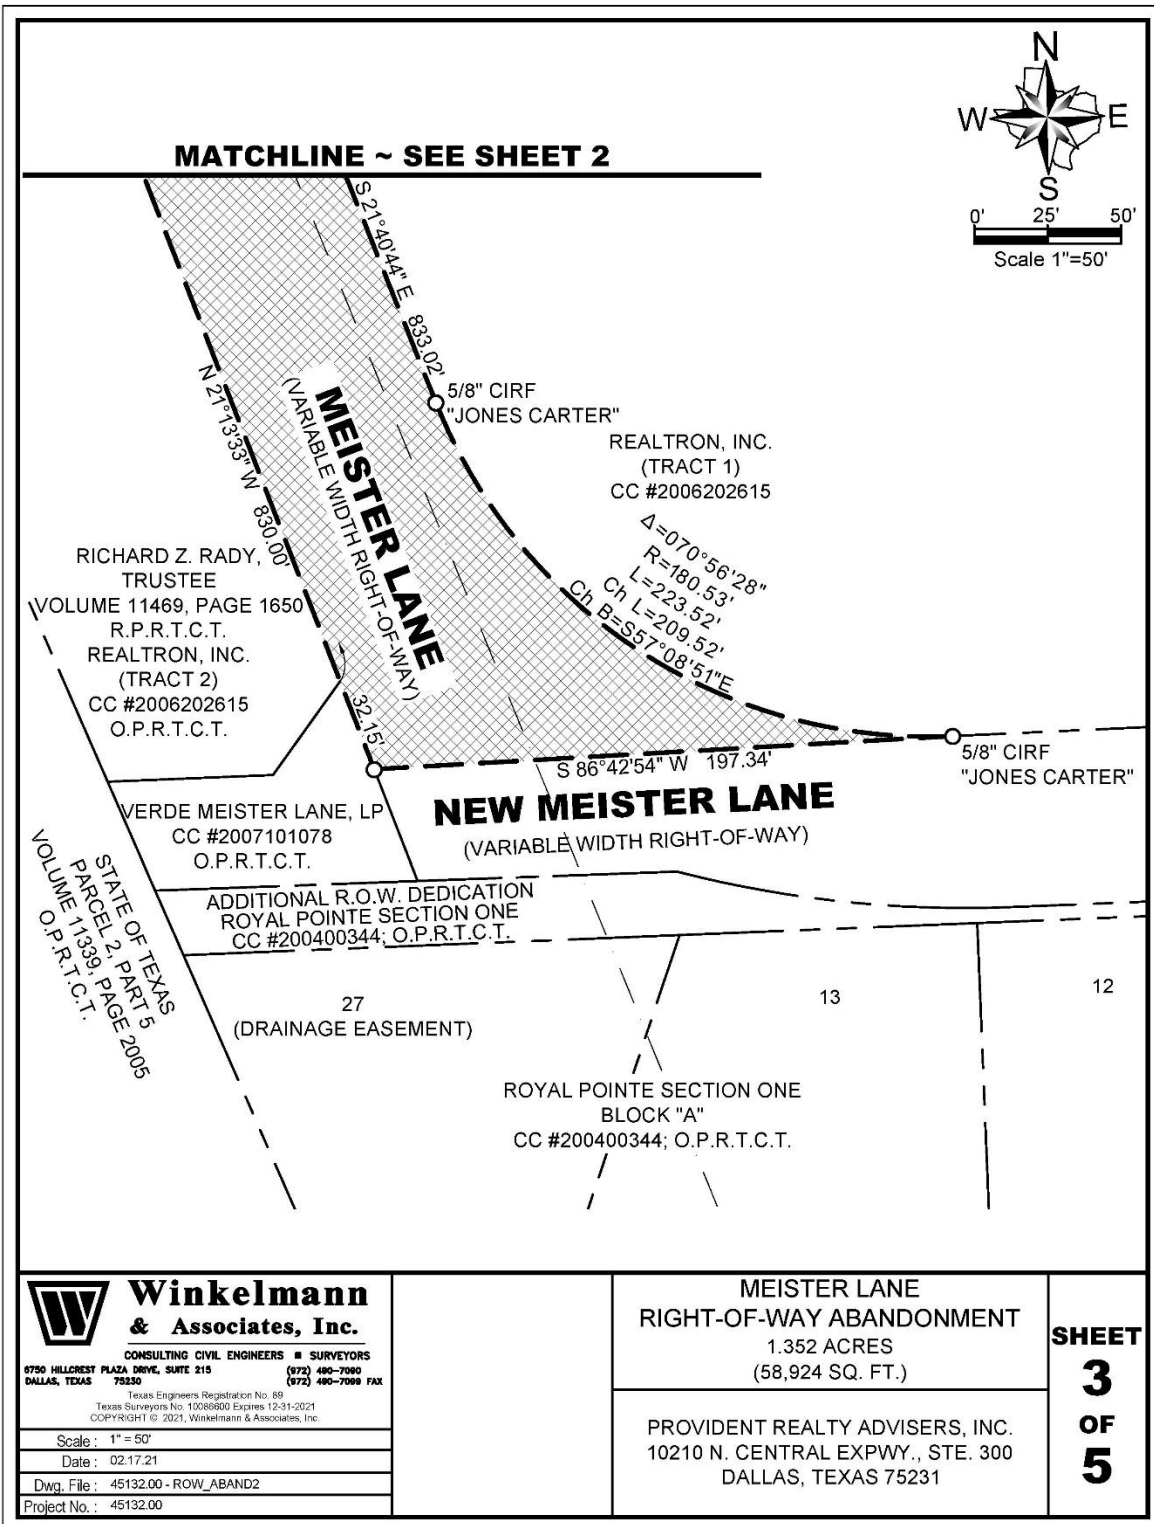 N
W
E
S
0' 25' 50'
Scale 1"=50'
MATCHLINE ~ SEE SHEET 2
S 21°40'44" E 833.02'
N 21°13'33" W 830.00'
MEISTER LANE
(VARIABLE WIDTH RIGHT-OF-WAY)
5/8" CIRF
"JONES CARTER"
REALTRON, INC.
(TRACT 1)
CC #2006202615
Δ=070°56'28"
R=180.53'
L=223.52'
Ch L=209.52'
Ch B=S57°08'51"E
RICHARD Z. RADY,
TRUSTEE
VOLUME 11469, PAGE 1650
R.P.R.T.C.T.
REALTRON, INC.
(TRACT 2)
CC #2006202615
O.P.R.T.C.T.
32.15'
S 86°42'54" W 197.34'
5/8" CIRF
"JONES CARTER"
NEW MEISTER LANE
(VARIABLE WIDTH RIGHT-OF-WAY)
VERDE MEISTER LANE, LP
CC #2007101078
O.P.R.T.C.T.
ADDITIONAL R.O.W. DEDICATION
ROYAL POINTE SECTION ONE
CC #200400344; O.P.R.T.C.T.
STATE OF TEXAS
PARCEL 2, PART 5
VOLUME 11339, PAGE 2005
O.P.R.T.C.T.
27
(DRAINAGE EASEMENT)
13
12
ROYAL POINTE SECTION ONE
BLOCK "A"
CC #200400344; O.P.R.T.C.T.
W
Winkelmann
& Associates, Inc.
CONSULTING CIVIL ENGINEERS ■ SURVEYORS
6750 HILLCREST PLAZA DRIVE, SUITE 215 (972) 490-7090
DALLAS, TEXAS 75230 (972) 490-7099 FAX
Texas Engineers Registration No. 89
Texas Surveyors No. 10086600 Expires 12-31-2021
COPYRIGHT © 2021, Winkelmann & Associates, Inc.
Scale : 1" = 50'
Date : 02.17.21
Dwg. File : 45132.00 - ROW_ABAND2
Project No. : 45132.00
MEISTER LANE
RIGHT-OF-WAY ABANDONMENT
1.352 ACRES
(58,924 SQ. FT.)
PROVIDENT REALTY ADVISERS, INC.
10210 N. CENTRAL EXPWY., STE. 300
DALLAS, TEXAS 75231
SHEET
3
OF
5